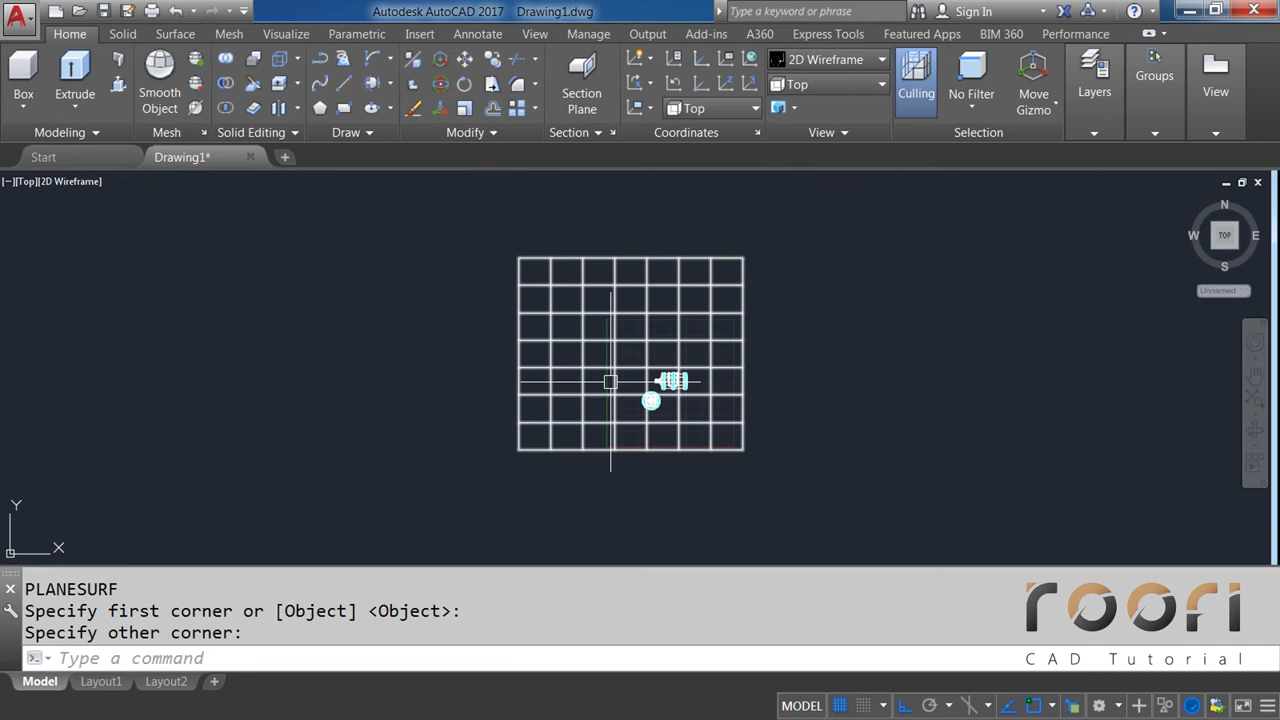 Autodesk AutoCAD 2017 Drawing1.dwg
Type a keyword or phrase
Sign In
Home Solid Surface Mesh Visualize Parametric Insert Annotate View Manage Output Add-ins A360 Express Tools Featured Apps BIM 360 Performance
Box
Extrude
Smooth
Object
Section
Plane
Top
2D Wireframe
Top
Culling
No Filter
Move
Gizmo
Layers
Groups
View
Modeling Mesh Solid Editing Draw Modify Section Coordinates View Selection
Start Drawing1*
[−][Top][2D Wireframe]
N
W TOP E
S
Unnamed
Y
X
PLANESURF
Specify first corner or [Object] <Object>:
Specify other corner:
Type a command
roori
CAD Tutorial
Model Layout1 Layout2
MODEL